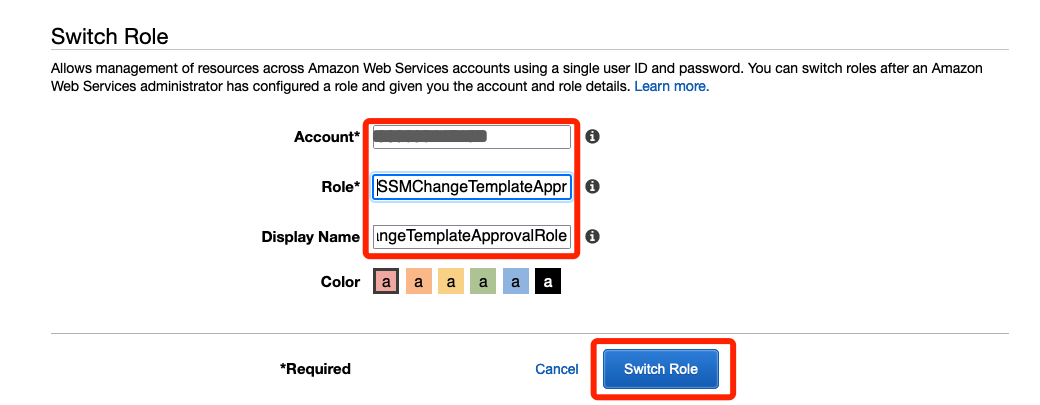 Switch Role
Allows management of resources across Amazon Web Services accounts using a single user ID and password. You can switch roles after an Amazon
Web Services administrator has configured a role and given you the account and role details. Learn more.
Account*
Role* SSMChangeTemplateAppr
Display Name ngeTemplateApprovalRole
Color a a a a a a
*Required Cancel Switch Role